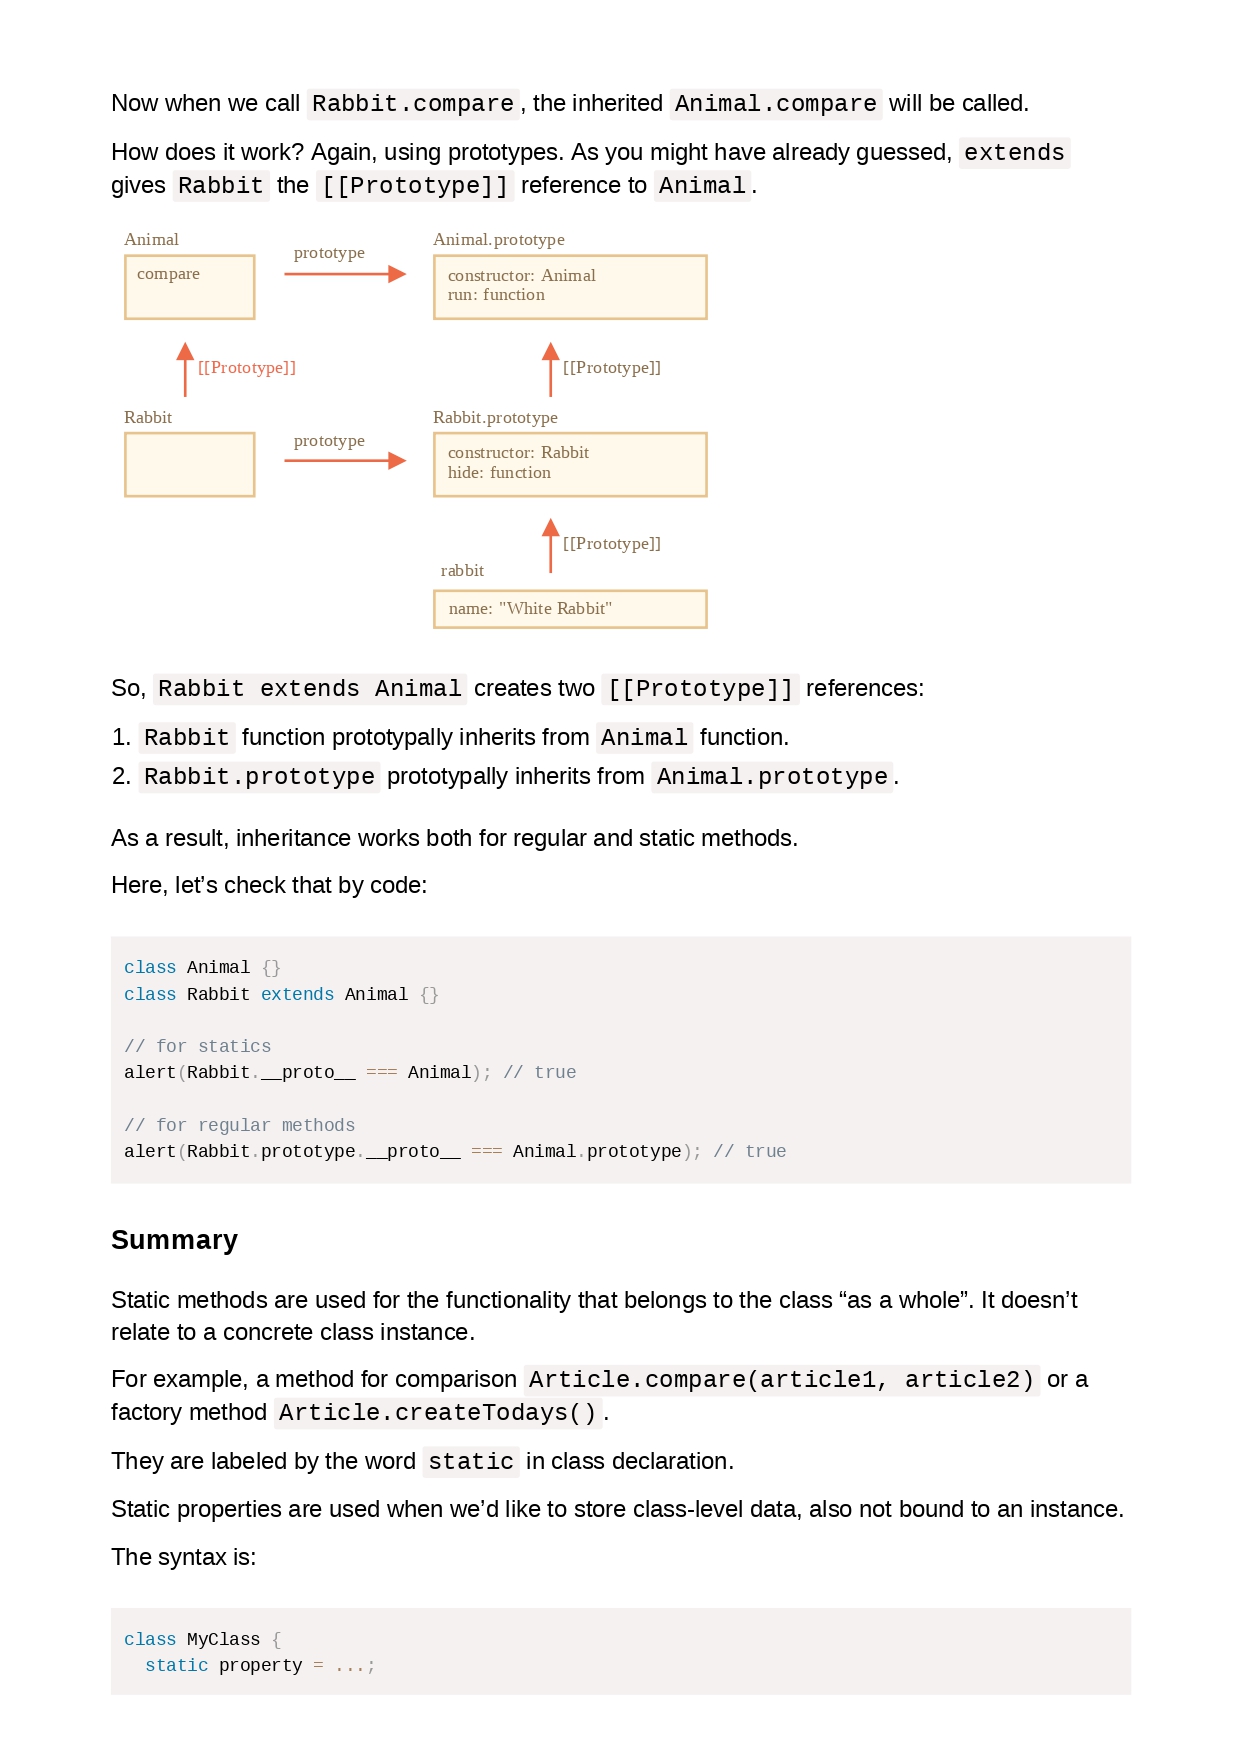 Now when we call Rabbit.compare, the inherited Animal.compare will be called.
How does it work? Again, using prototypes. As you might have already guessed, extends
gives Rabbit the [[Prototype]] reference to Animal.
Animal
compare
prototype
Animal.prototype
constructor: Animal
run: function
[[Prototype]]
[[Prototype]]
Rabbit
prototype
Rabbit.prototype
constructor: Rabbit
hide: function
[[Prototype]]
rabbit
name: "White Rabbit"
So, Rabbit extends Animal creates two [[Prototype]] references:
1. Rabbit function prototypally inherits from Animal function.
2. Rabbit.prototype prototypally inherits from Animal.prototype.
As a result, inheritance works both for regular and static methods.
Here, let’s check that by code:
class Animal {}
class Rabbit extends Animal {}
// for statics
alert(Rabbit.__proto__ === Animal); // true
// for regular methods
alert(Rabbit.prototype.__proto__ === Animal.prototype); // true
Summary
Static methods are used for the functionality that belongs to the class “as a whole”. It doesn’t
relate to a concrete class instance.
For example, a method for comparison Article.compare(article1, article2) or a
factory method Article.createTodays().
They are labeled by the word static in class declaration.
Static properties are used when we’d like to store class-level data, also not bound to an instance.
The syntax is:
class MyClass {
  static property = ...;